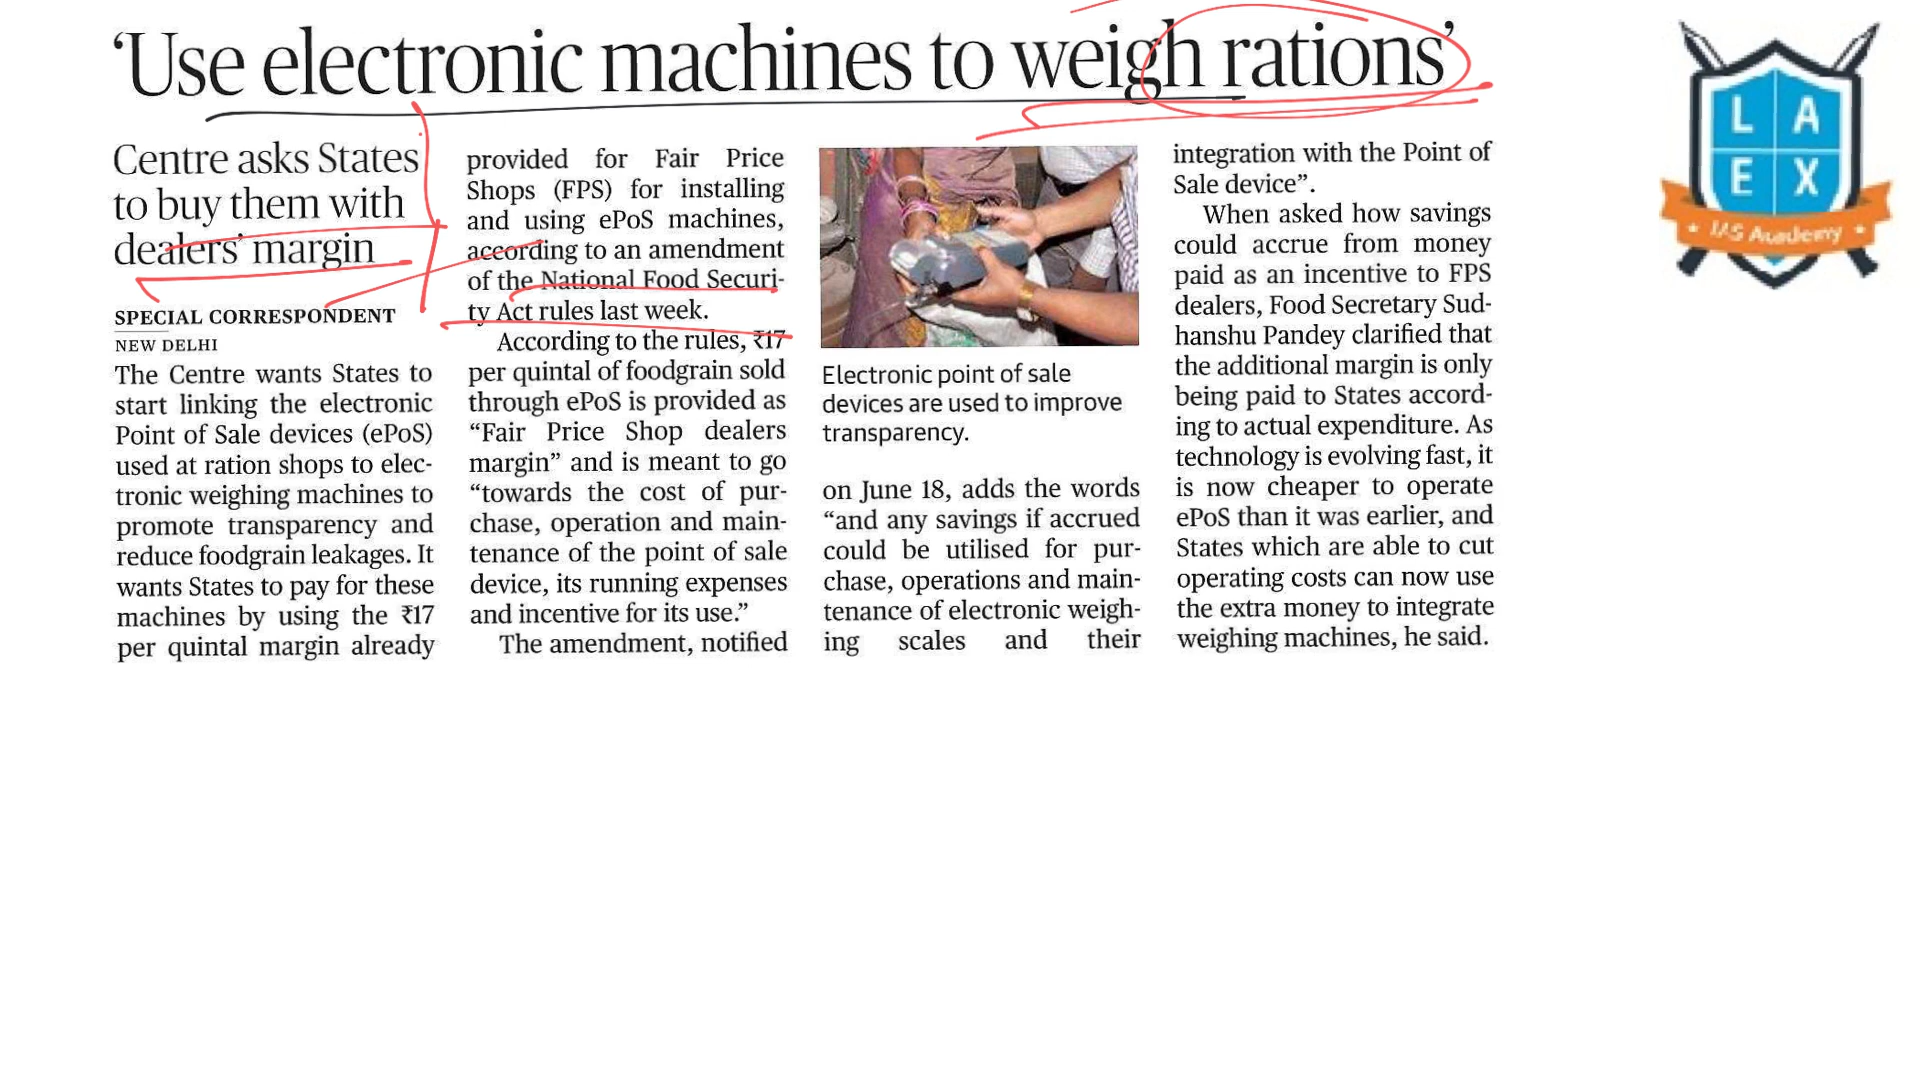 ‘Use electronic machines to weigh rations’
Centre asks States
to buy them with
dealers’ margin
SPECIAL CORRESPONDENT
NEW DELHI
The Centre wants States to
start linking the electronic
Point of Sale devices (ePoS)
used at ration shops to elec-
tronic weighing machines to
promote transparency and
reduce foodgrain leakages. It
wants States to pay for these
machines by using the ₹17
per quintal margin already
provided for Fair Price
Shops (FPS) for installing
and using ePoS machines,
according to an amendment
of the National Food Securi-
ty Act rules last week.
According to the rules, ₹17
per quintal of foodgrain sold
through ePoS is provided as
“Fair Price Shop dealers
margin” and is meant to go
“towards the cost of pur-
chase, operation and main-
tenance of the point of sale
device, its running expenses
and incentive for its use.”
The amendment, notified
Electronic point of sale
devices are used to improve
transparency.
on June 18, adds the words
“and any savings if accrued
could be utilised for pur-
chase, operations and main-
tenance of electronic weigh-
ing scales and their
integration with the Point of
Sale device”.
When asked how savings
could accrue from money
paid as an incentive to FPS
dealers, Food Secretary Sud-
hanshu Pandey clarified that
the additional margin is only
being paid to States accord-
ing to actual expenditure. As
technology is evolving fast, it
is now cheaper to operate
ePoS than it was earlier, and
States which are able to cut
operating costs can now use
the extra money to integrate
weighing machines, he said.
L A
E X
IAS Academy